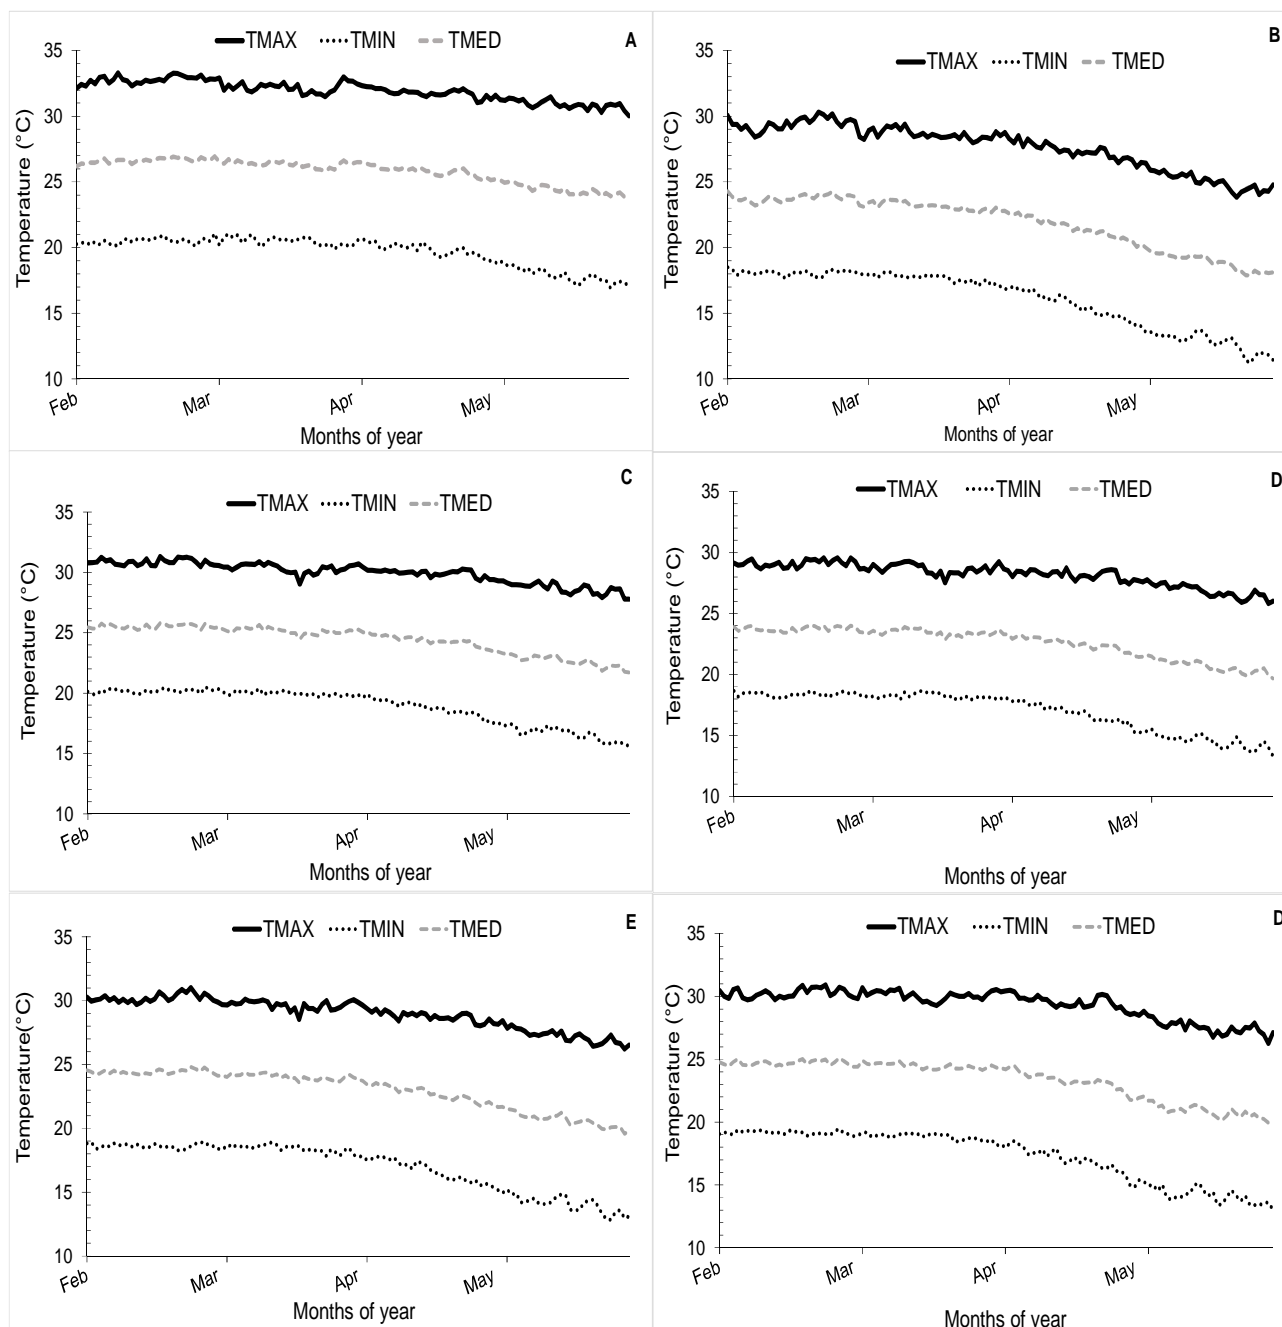 TMAX TMIN TMED A
35
30
25
20
15
10
Temperature (°C)
Feb Mar Apr May
Months of year
TMAX TMIN TMED B
35
30
25
20
15
10
Temperature (°C)
Feb Mar Apr May
Months of year
TMAX TMIN TMED C
35
30
25
20
15
10
Temperature (°C)
Feb Mar Apr May
Months of year
TMAX TMIN TMED D
35
30
25
20
15
10
Temperature (°C)
Feb Mar Apr May
Months of year
TMAX TMIN TMED E
35
30
25
20
15
10
Temperature(°C)
Feb Mar Apr May
Months of year
TMAX TMIN TMED D
35
30
25
20
15
10
Temperature (°C)
Feb Mar Apr May
Months of year